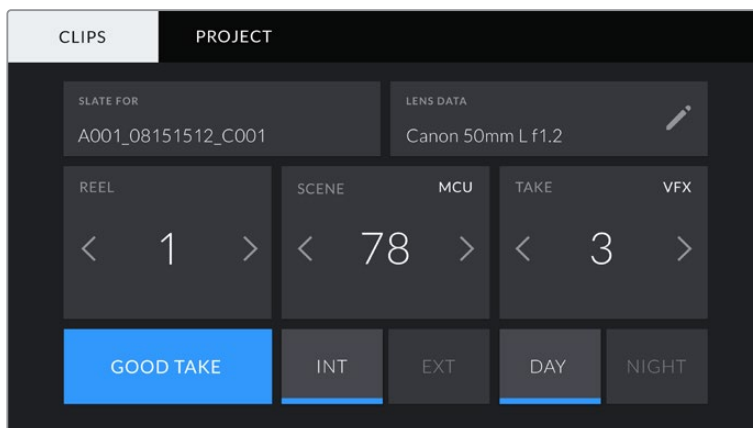 CLIPS PROJECT
SLATE FOR LENS DATA
A001_08151512_C001 Canon 50mm L f1.2
REEL SCENE MCU TAKE VFX
1 78 3
GOOD TAKE INT EXT DAY NIGHT